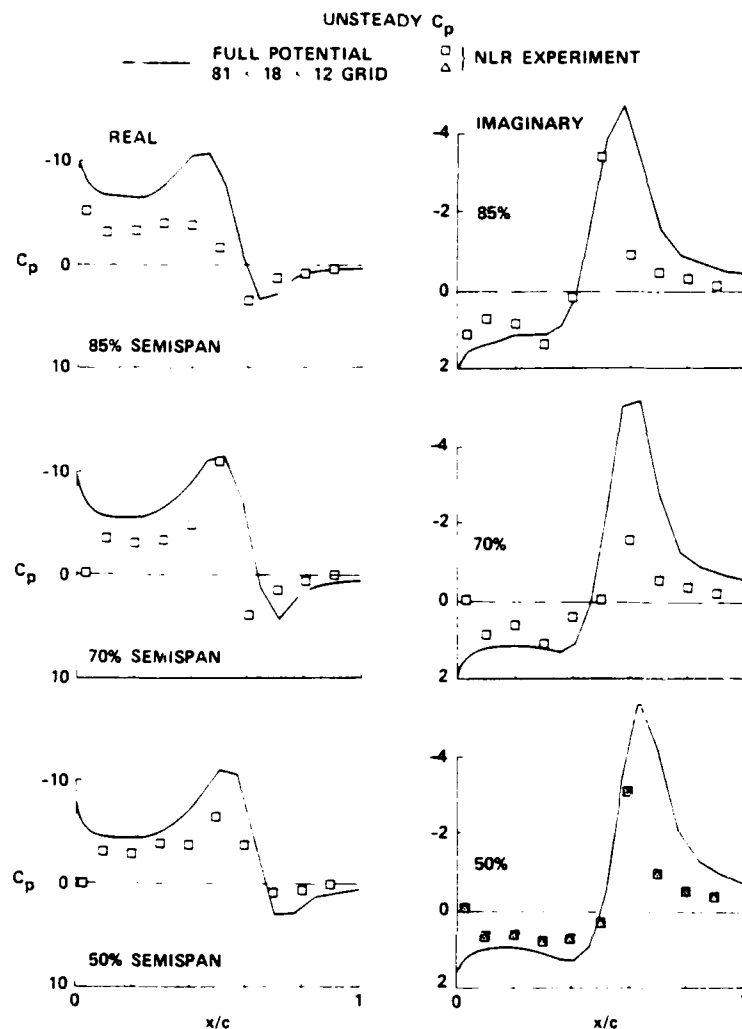 UNSTEADY Cp
FULL POTENTIAL
81 × 18 × 12 GRID
NLR EXPERIMENT
REAL
-10
0
10
Cp
85% SEMISPAN
IMAGINARY
-4
-2
0
2
85%
-10
0
10
Cp
70% SEMISPAN
-4
-2
0
2
70%
-10
0
10
Cp
50% SEMISPAN
0
1
x/c
-4
-2
0
2
50%
0
1
x/c